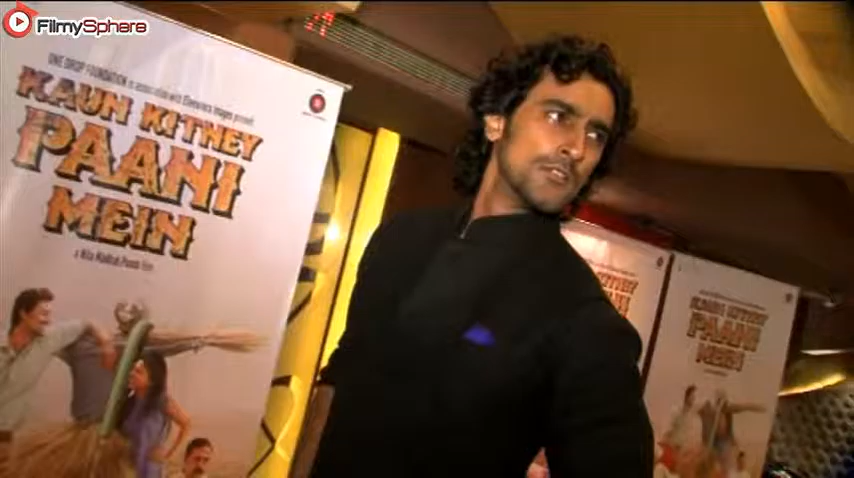 FilmySphere
ONE DROP FOUNDATION in association with Eleeanora Images present
KAUN KITNEY
PAANI
MEIN
a Nila Madhab Panda film
KAUN KITNEY
PAANI
MEIN